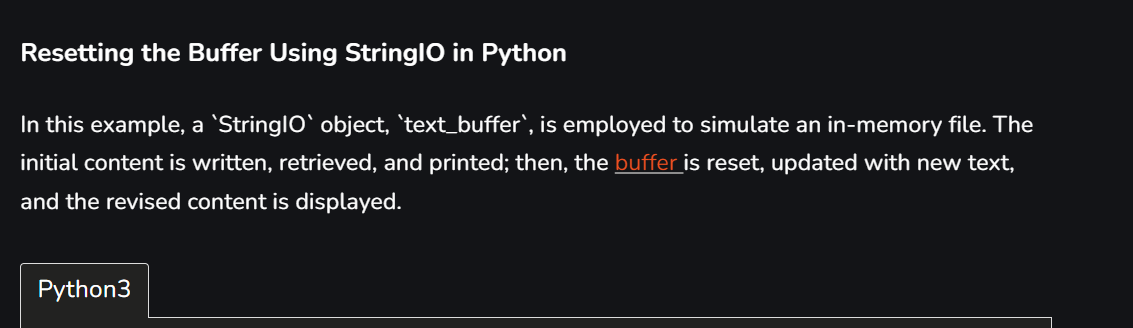 Resetting the Buffer Using StringIO in Python
In this example, a `StringIO` object, `text_buffer`, is employed to simulate an in-memory file. The
initial content is written, retrieved, and printed; then, the buffer is reset, updated with new text,
and the revised content is displayed.
Python3